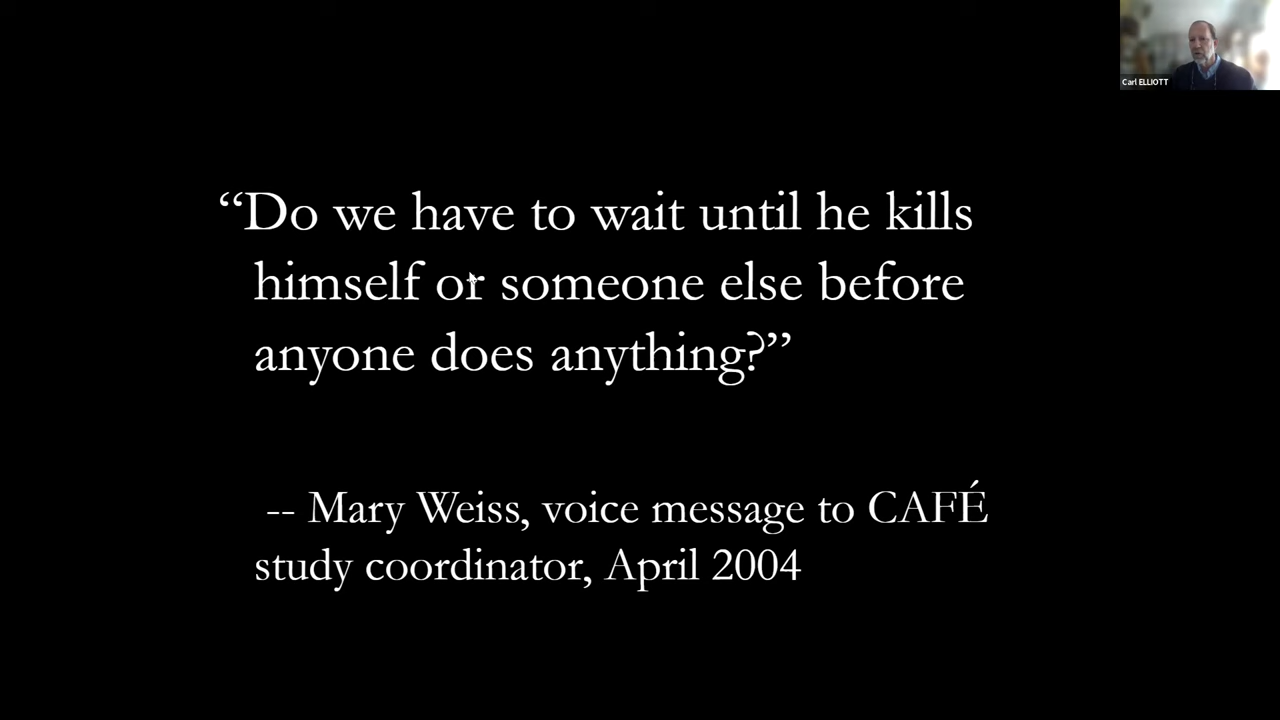 Carl ELLIOTT
“Do we have to wait until he kills
himself or someone else before
anyone does anything?”
-- Mary Weiss, voice message to CAFÉ
study coordinator, April 2004